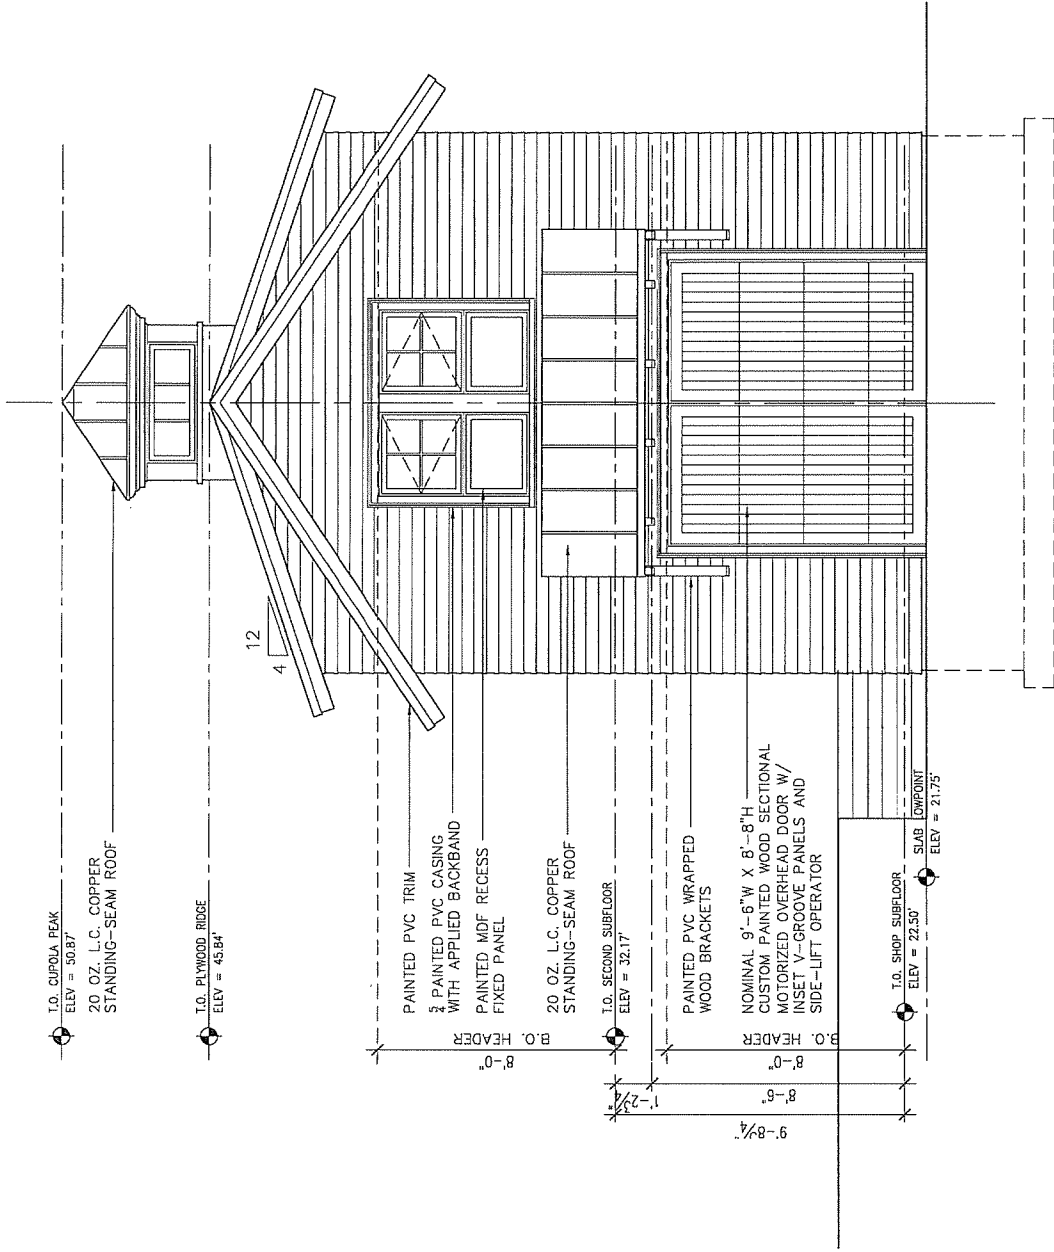 T.O. CUPOLA PEAK
ELEV = 50.87'
20 OZ. L.C. COPPER
STANDING-SEAM ROOF
T.O. PLYWOOD RIDGE
ELEV = 45.84'
12
4
PAINTED PVC TRIM
5/4 PAINTED PVC CASING
WITH APPLIED BACKBAND
PAINTED MDF RECESS
FIXED PANEL
20 OZ. L.C. COPPER
STANDING-SEAM ROOF
T.O. SECOND SUBFLOOR
ELEV = 32.17'
PAINTED PVC WRAPPED
WOOD BRACKETS
NOMINAL 9'-6"W X 8'-8"H
CUSTOM PAINTED WOOD SECTIONAL
MOTORIZED OVERHEAD DOOR W/
INSET V-GROOVE PANELS AND
SIDE-LIFT OPERATOR
T.O. SHOP SUBFLOOR
ELEV = 22.50'
SLAB LOWPOINT
ELEV = 21.75'
B.O. HEADER
8'-0"
B.O. HEADER
8'-0"
1'-2 3/4"
8'-6"
9'-8 3/4"